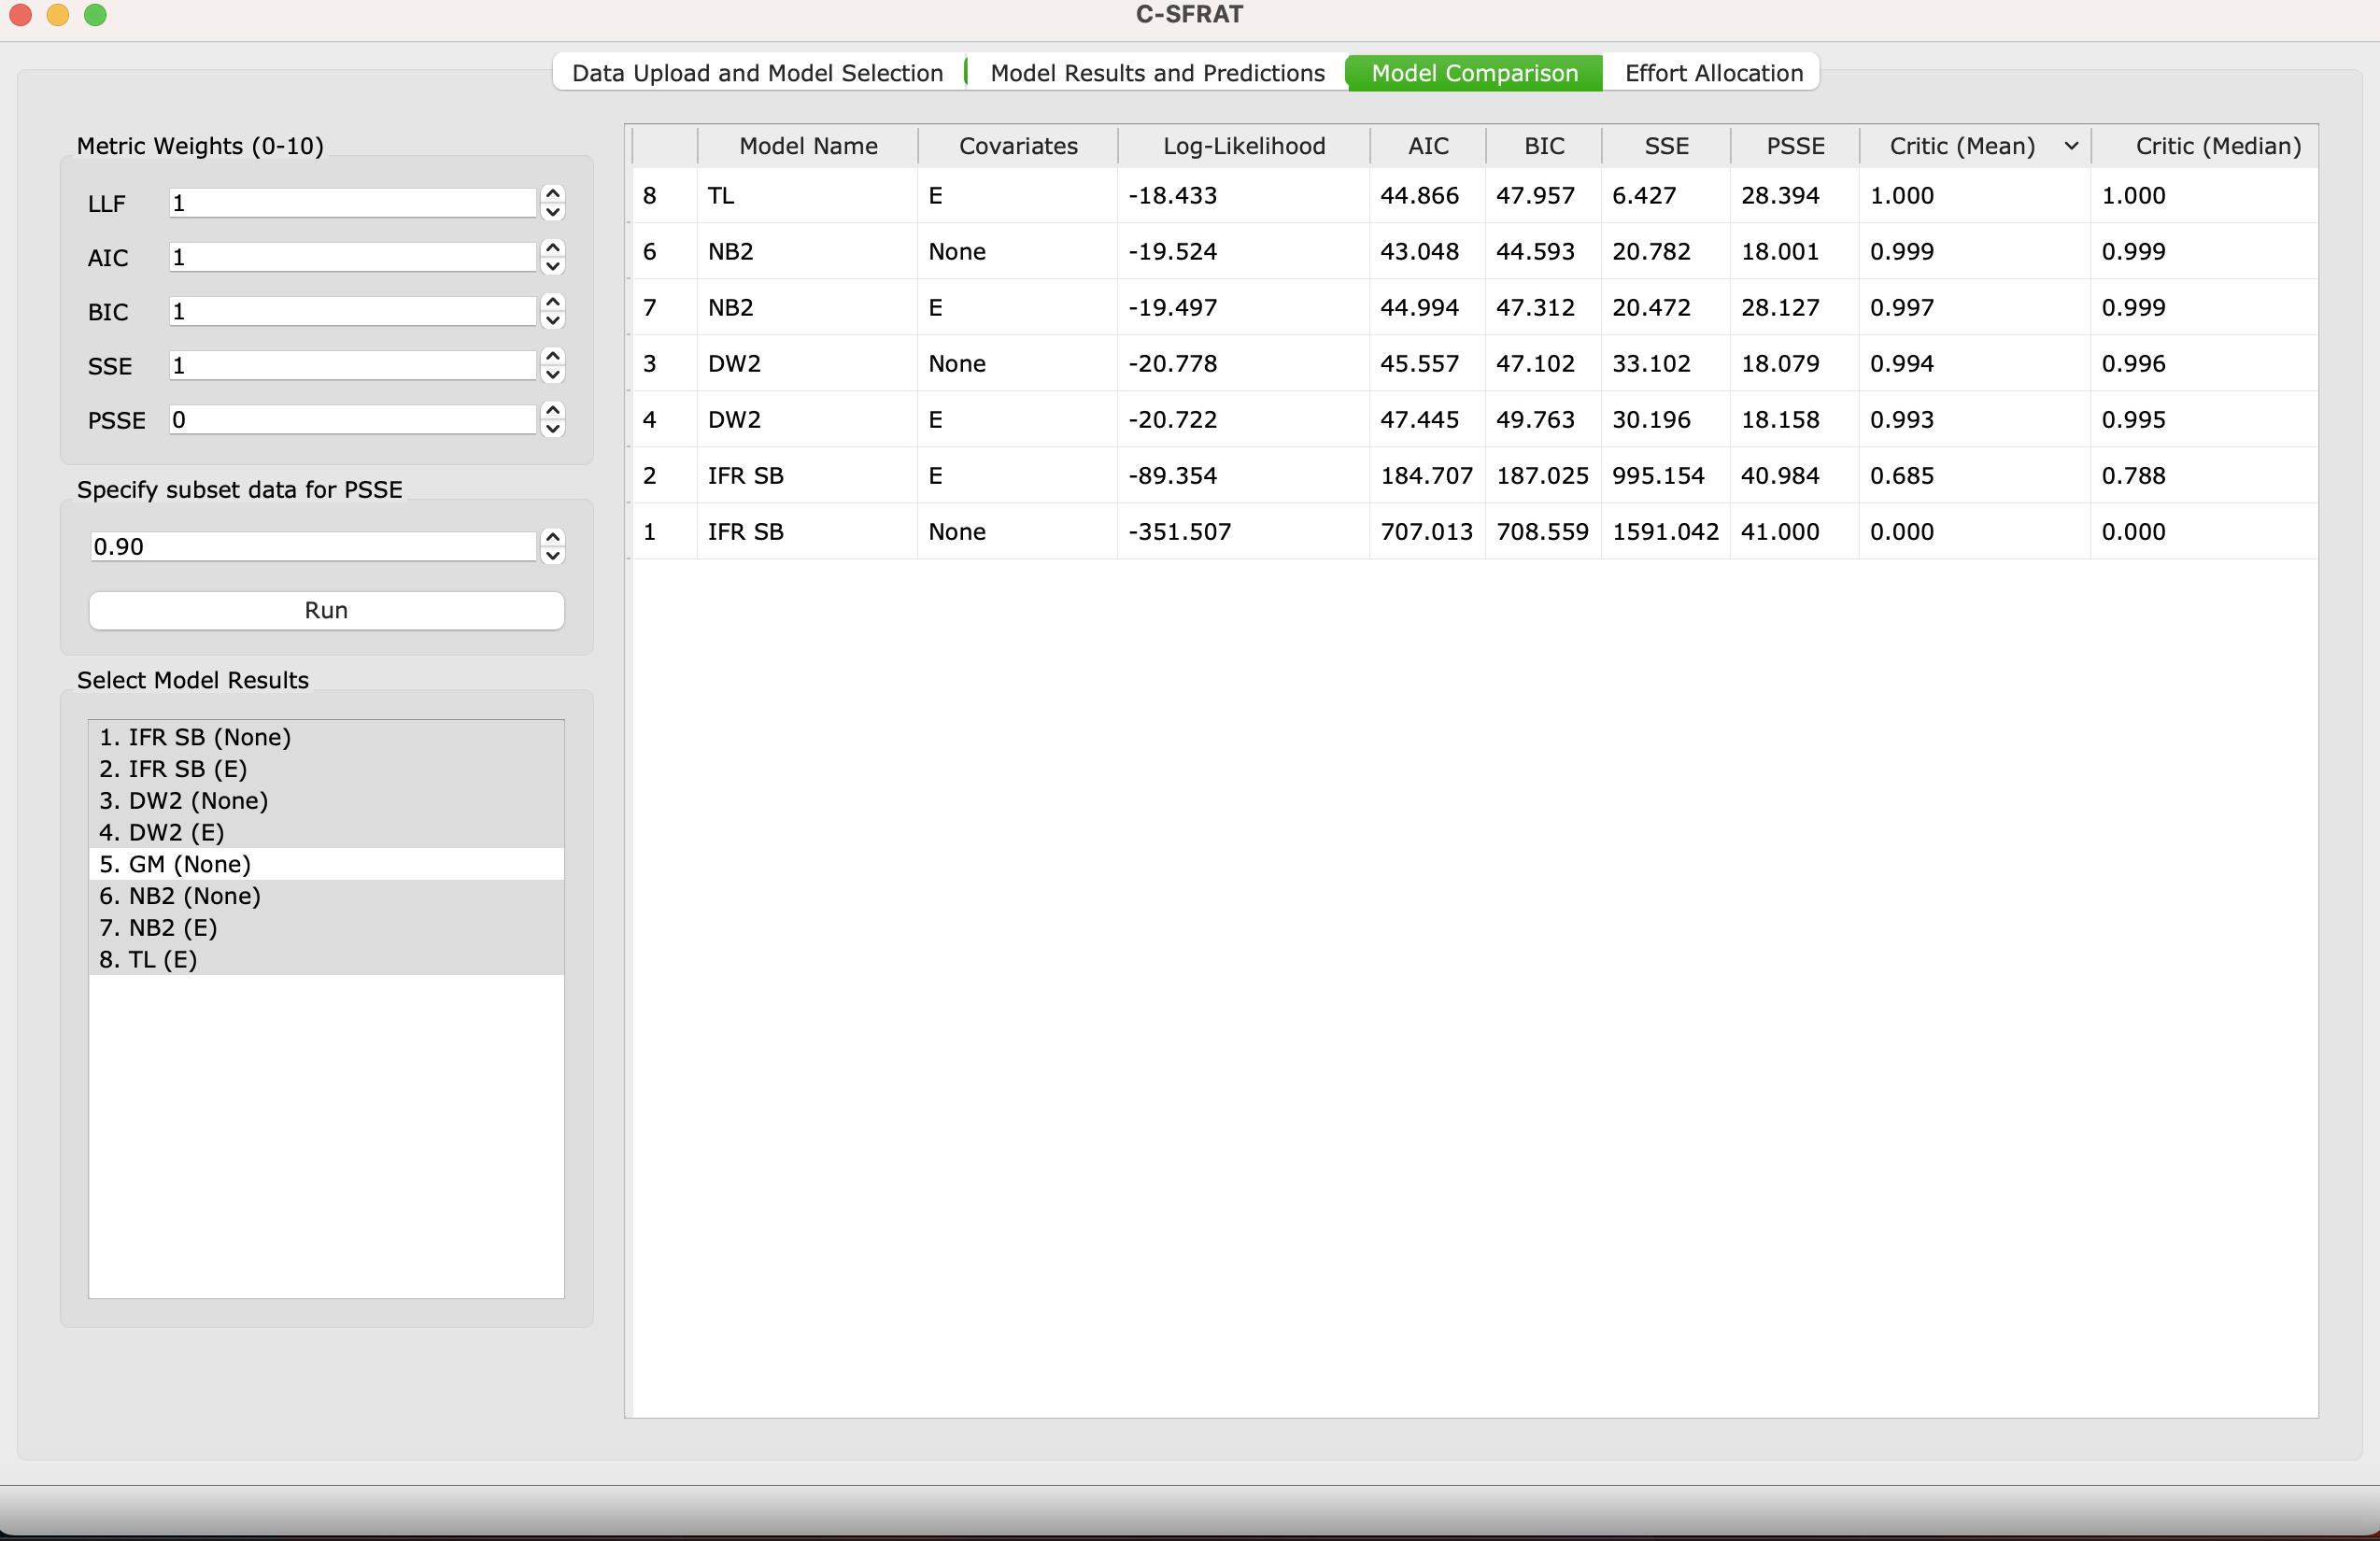 C-SFRAT
Data Upload and Model Selection Model Results and Predictions Model Comparison Effort Allocation
Metric Weights (0-10)
LLF 1
AIC 1
BIC 1
SSE 1
PSSE 0
Specify subset data for PSSE
0.90
Run
Select Model Results
1. IFR SB (None)
2. IFR SB (E)
3. DW2 (None)
4. DW2 (E)
5. GM (None)
6. NB2 (None)
7. NB2 (E)
8. TL (E)
Model Name Covariates Log-Likelihood AIC BIC SSE PSSE Critic (Mean) Critic (Median)
8 TL E -18.433 44.866 47.957 6.427 28.394 1.000 1.000
6 NB2 None -19.524 43.048 44.593 20.782 18.001 0.999 0.999
7 NB2 E -19.497 44.994 47.312 20.472 28.127 0.997 0.999
3 DW2 None -20.778 45.557 47.102 33.102 18.079 0.994 0.996
4 DW2 E -20.722 47.445 49.763 30.196 18.158 0.993 0.995
2 IFR SB E -89.354 184.707 187.025 995.154 40.984 0.685 0.788
1 IFR SB None -351.507 707.013 708.559 1591.042 41.000 0.000 0.000